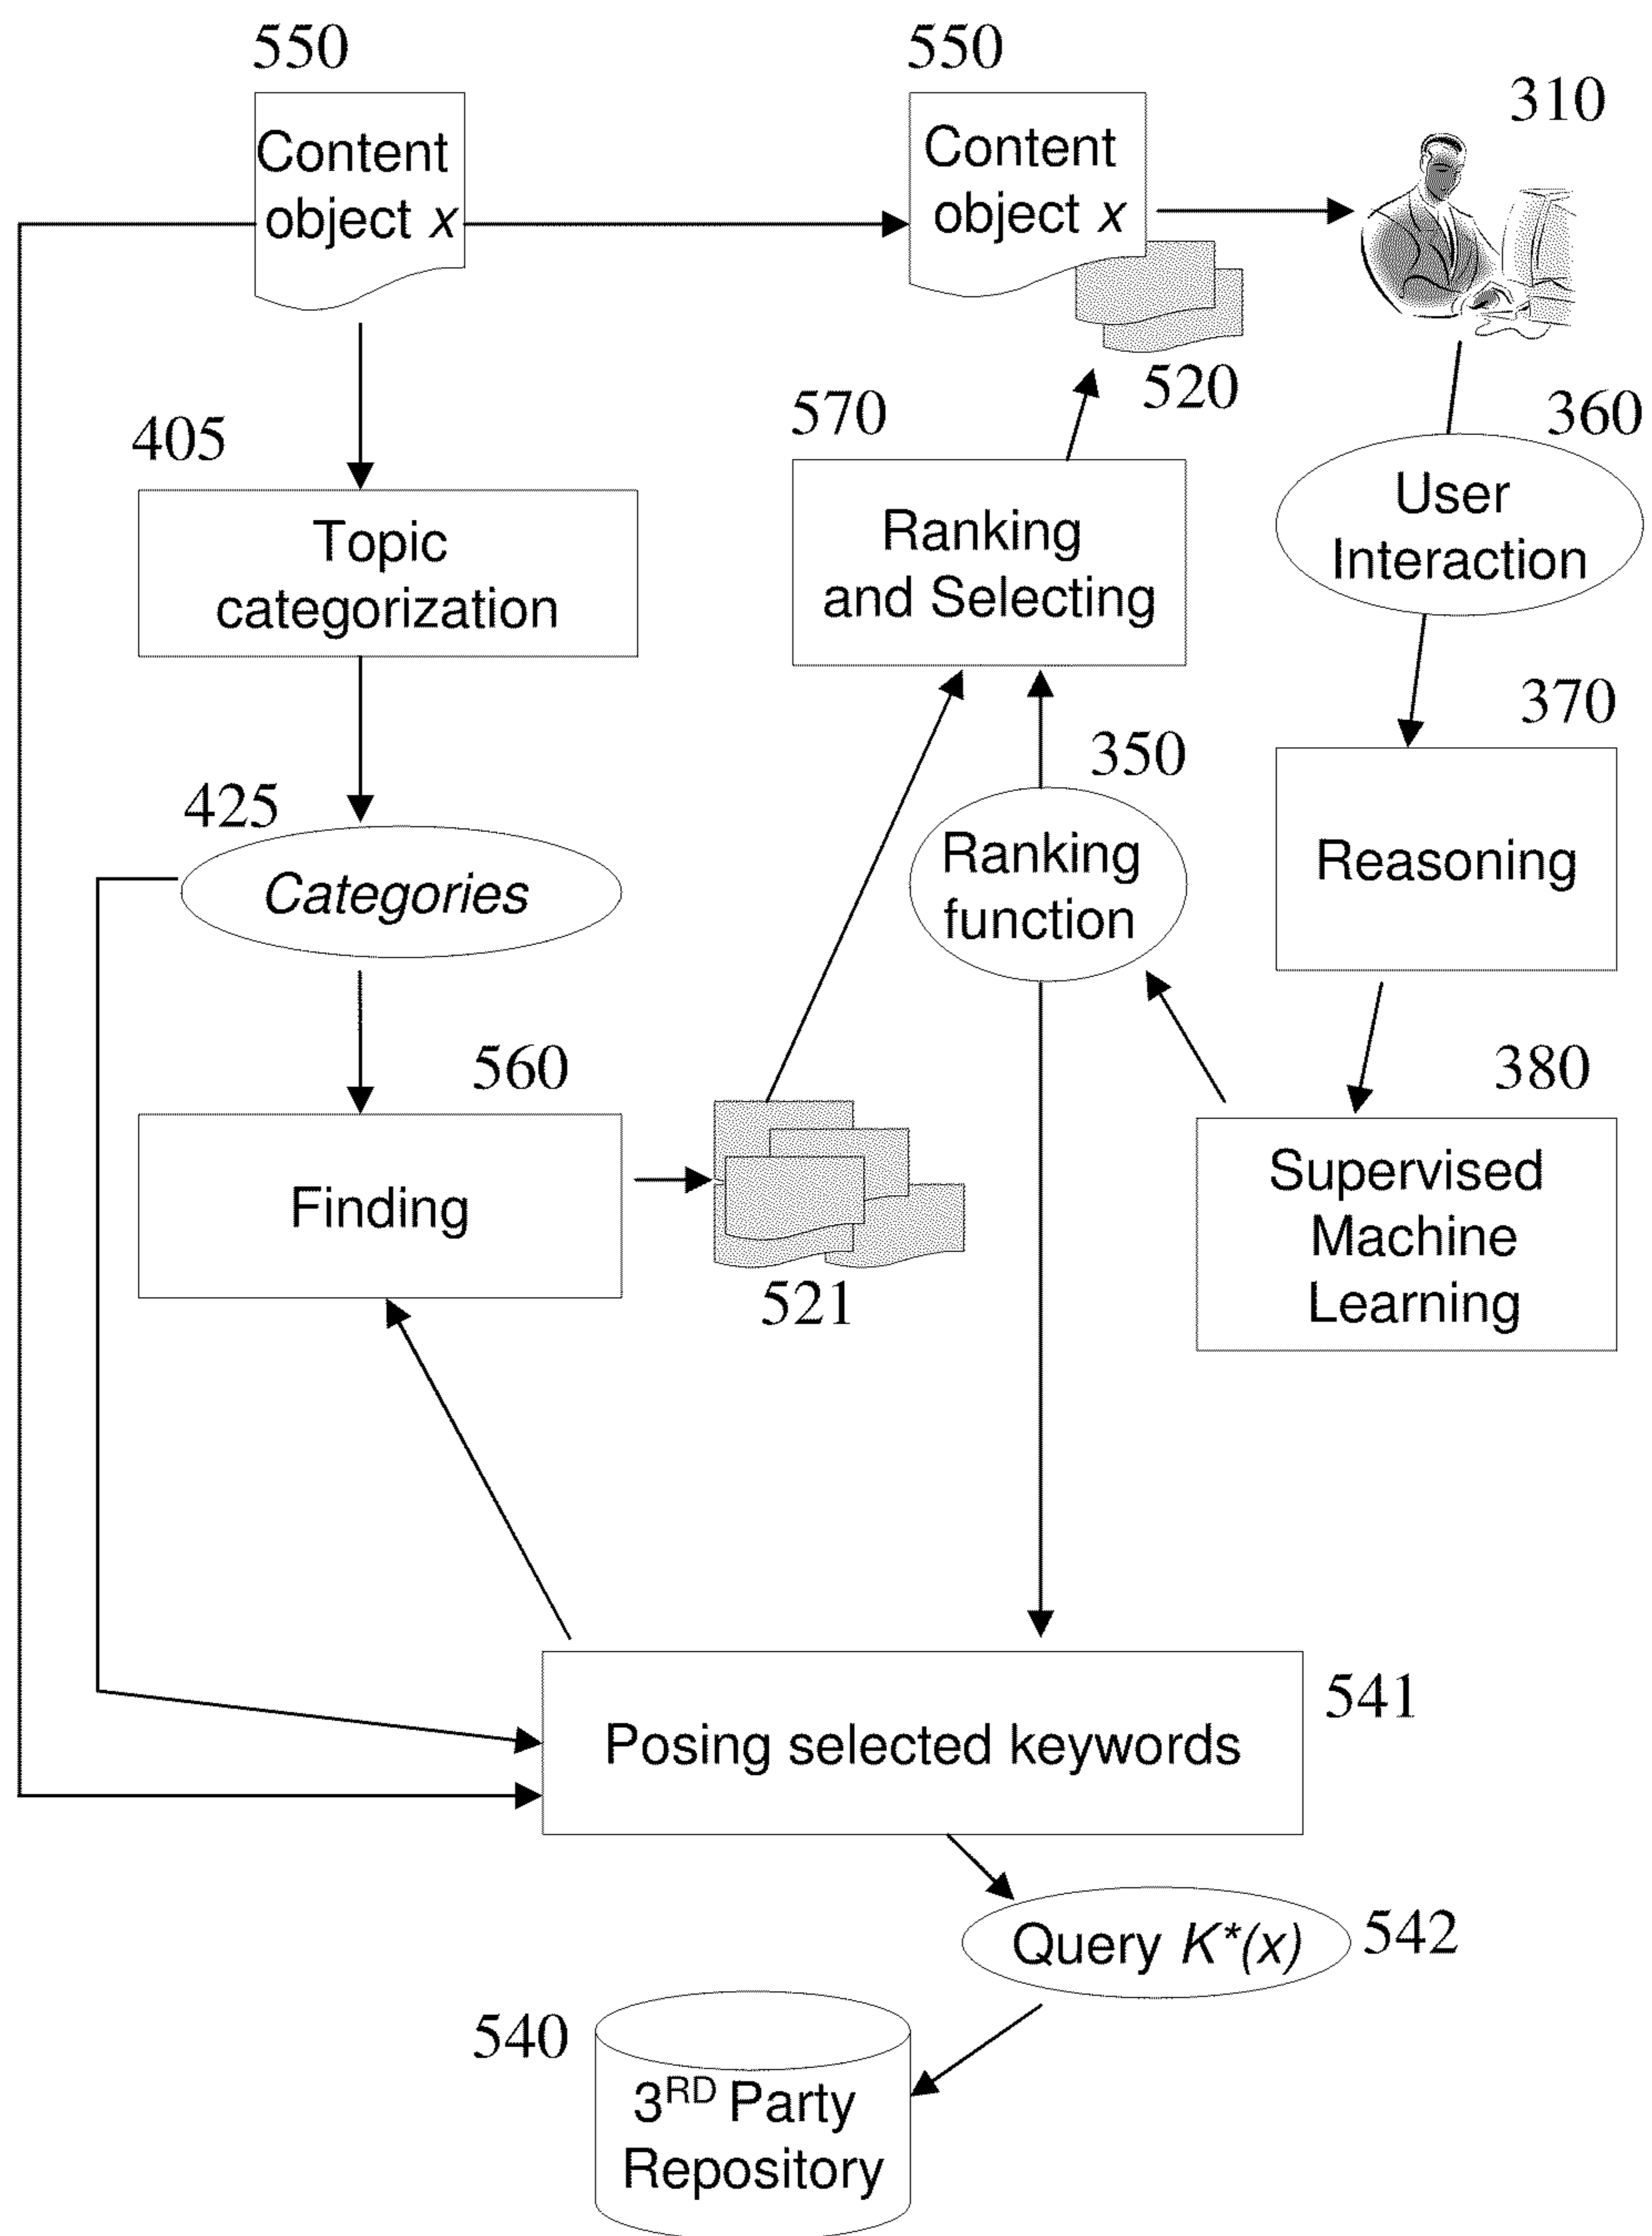 550
550
310
Content
object x
Content
object x
520
570
360
405
User
Interaction
Topic
categorization
Ranking
and Selecting
370
350
425
Categories
Ranking
function
Reasoning
560
380
Finding
521
Supervised
Machine
Learning
541
Posing selected keywords
Query K*(x)
542
540
3RD Party
Repository